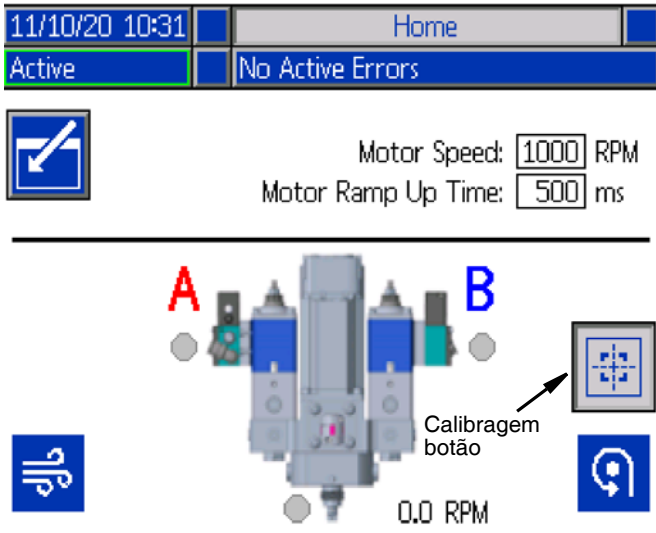 11/10/20 10:31 Home
Active No Active Errors
Motor Speed: 1000 RPM
Motor Ramp Up Time: 500 ms
A B
Calibragem
botão
0.0 RPM